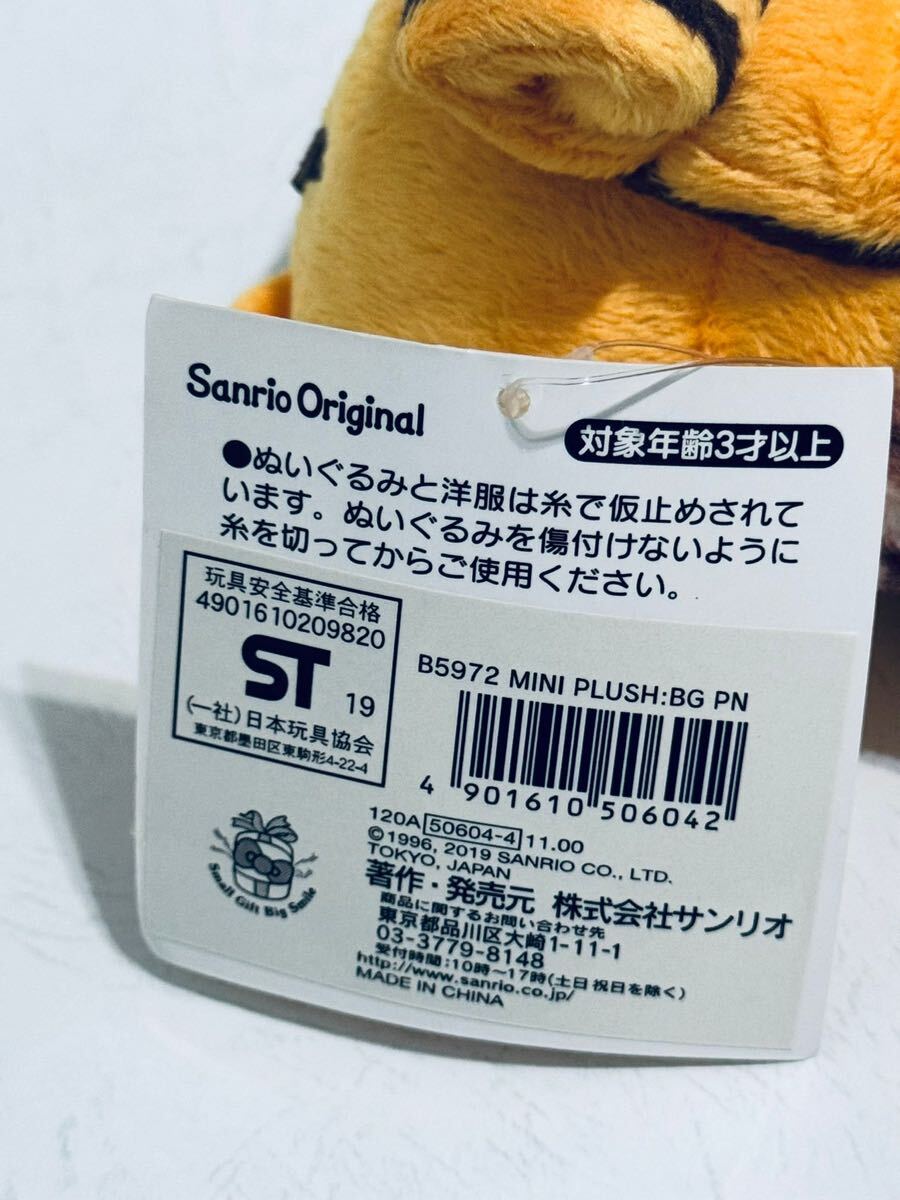 Sanrio Original
対象年齢3才以上
●ぬいぐるみと洋服は糸で仮止めされて
います。ぬいぐるみを傷付けないように
糸を切ってからご使用ください。
玩具安全基準合格
4901610209820
ST 19
(一社)日本玩具協会
東京都墨田区東駒形4-22-4
B5972 MINI PLUSH:BG PN
4 901610 506042
120A 50604-4 11.00
©1996, 2019 SANRIO CO., LTD.
TOKYO, JAPAN
著作・発売元 株式会社サンリオ
商品に関するお問い合わせ先
東京都品川区大崎1-11-1
03-3779-8148
受付時間:10時~17時(土日祝日を除く)
http://www.sanrio.co.jp/
MADE IN CHINA
Small Gift Big Smile